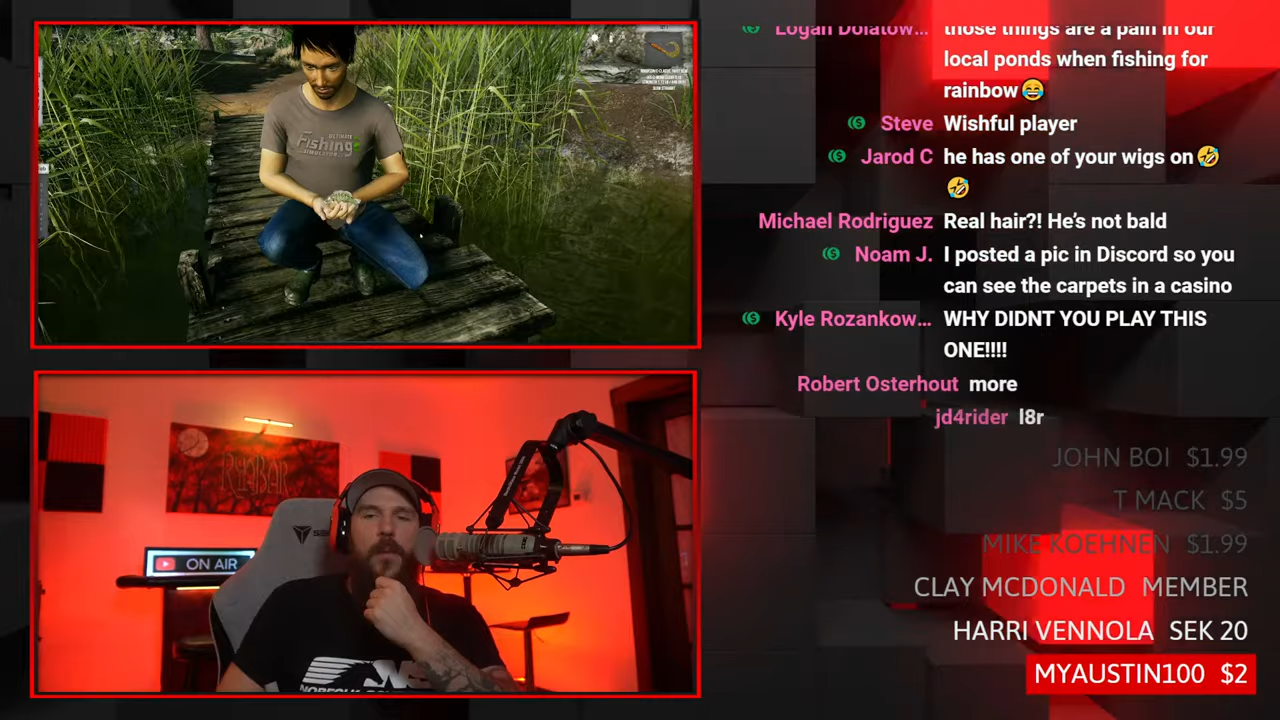 ULTIMATE
Fishing
SIMULATOR
Logan Dolatow... those things are a pain in our
local ponds when fishing for
rainbow😂
Steve Wishful player
Jarod C he has one of your wigs on🤣
🤣
Michael Rodriguez Real hair?! He's not bald
Noam J. I posted a pic in Discord so you
can see the carpets in a casino
Kyle Rozankow... WHY DIDNT YOU PLAY THIS
ONE!!!!
Robert Osterhout more
jd4rider l8r
JOHN BOI $1.99
T MACK $5
MIKE KOEHNEN $1.99
CLAY MCDONALD MEMBER
HARRI VENNOLA SEK 20
MYAUSTIN100 $2
ON AIR